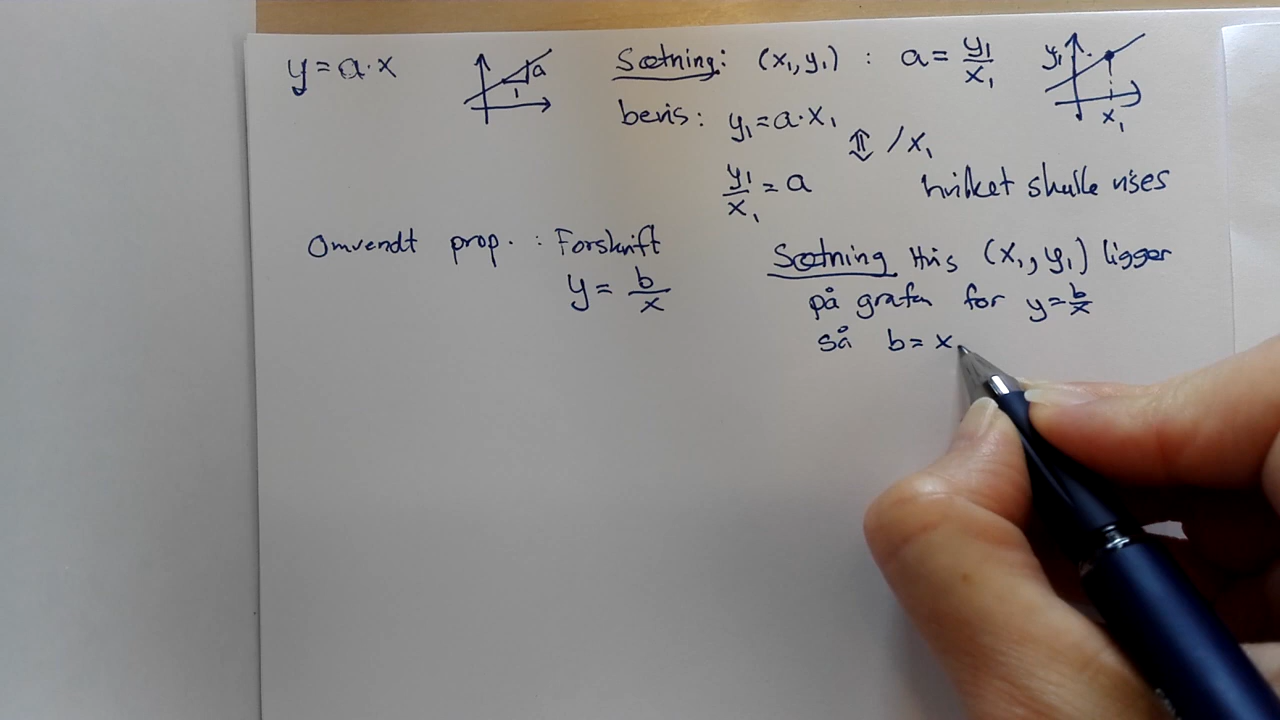 y = a·x
a
1
Sætning: (x₁, y₁) : a = y₁/x₁
y₁
x₁
bevis: y₁ = a·x₁
⇕ /x₁
y₁/x₁ = a
hvilket skulle vises
Omvendt prop. : Forskrift
y = b/x
Sætning Hvis (x₁, y₁) ligger
på grafen for y = b/x
så b = x